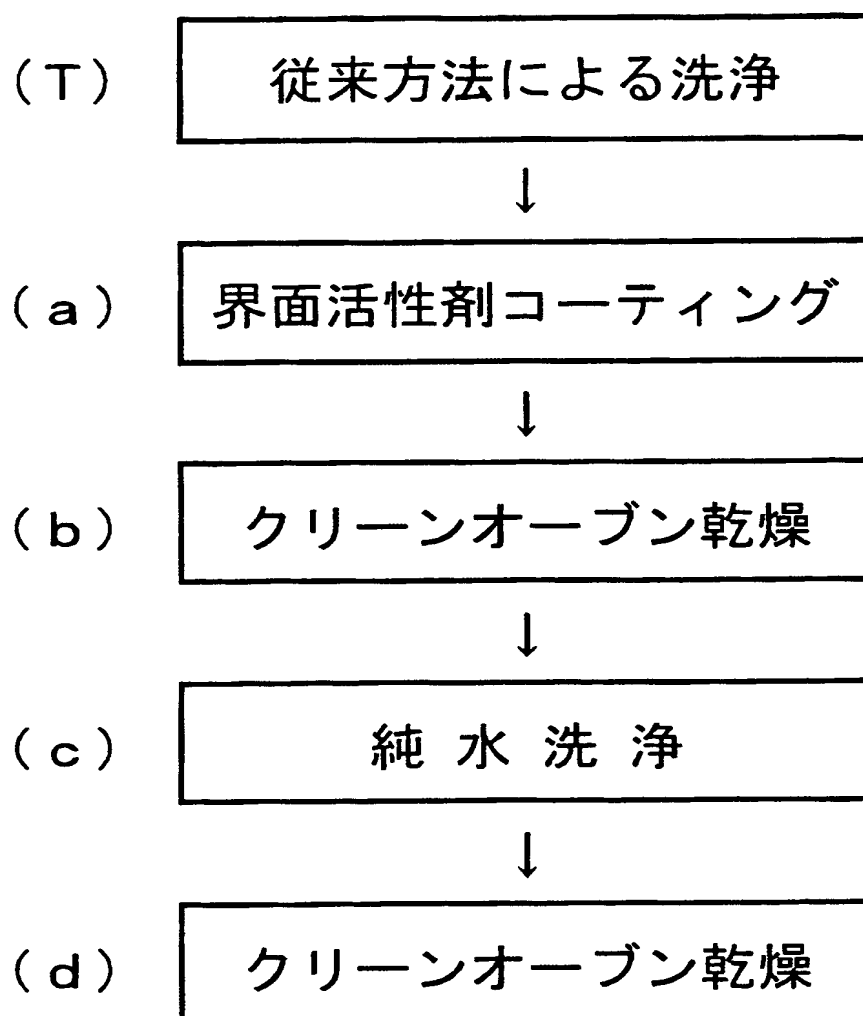 （T） 従来方法による洗浄
↓
（a） 界面活性剤コーティング
↓
（b） クリーンオーブン乾燥
↓
（c） 純 水 洗 浄
↓
（d） クリーンオーブン乾燥